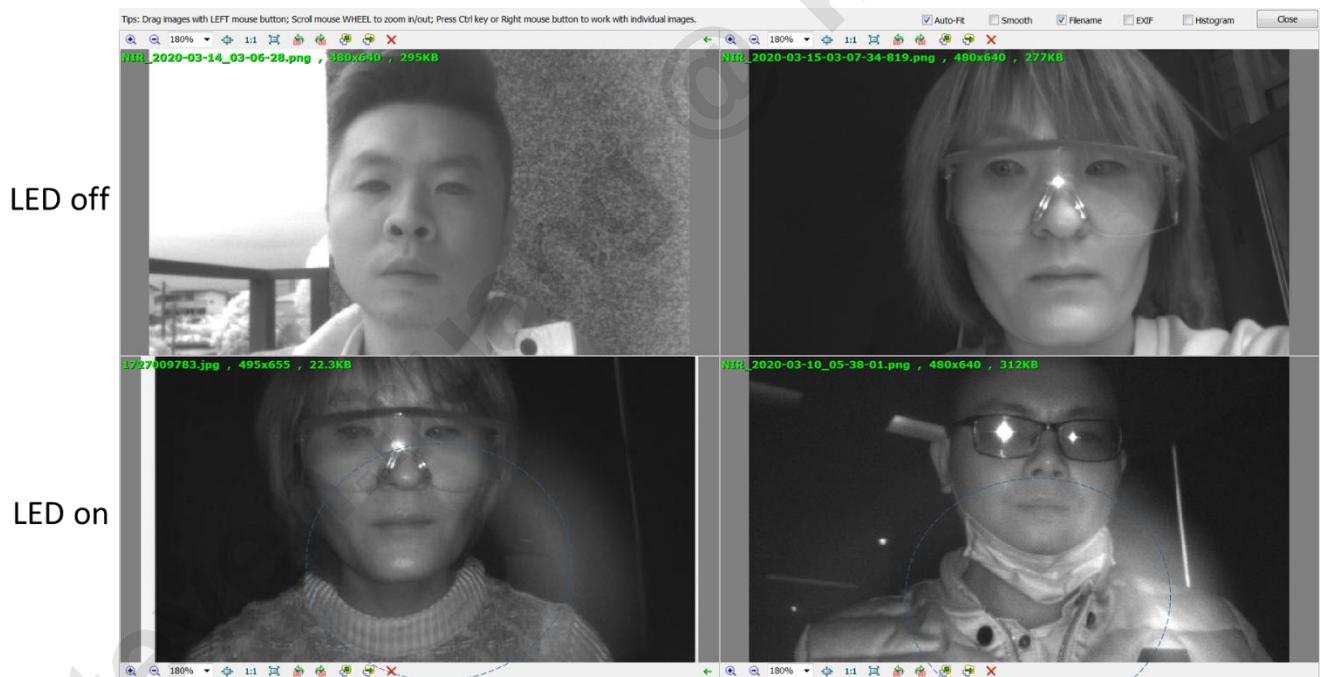 Tips: Drag images with LEFT mouse button; Scroll mouse WHEEL to zoom in/out; Press Ctrl key or Right mouse button to work with individual images.
Auto-Fit Smooth Filename EXIF Histogram Close
180% 1:1
180% 1:1
NIR_2020-03-14_03-06-28.png , 480x640 , 295KB
NIR_2020-03-15-03-07-34-819.png , 480x640 , 277KB
LED off
1727009783.jpg , 495x655 , 22.3KB
NIR_2020-03-10_05-38-01.png , 480x640 , 312KB
LED on
180% 1:1
180% 1:1